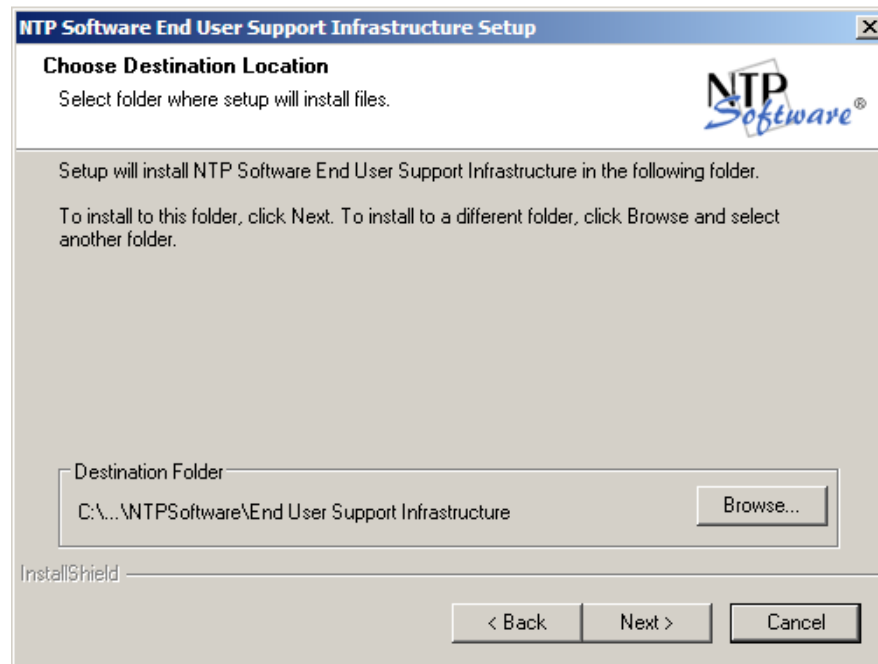 NTP Software End User Support Infrastructure Setup
Choose Destination Location
Select folder where setup will install files.
NTP
Software®
Setup will install NTP Software End User Support Infrastructure in the following folder.
To install to this folder, click Next. To install to a different folder, click Browse and select
another folder.
Destination Folder
C:\...\NTPSoftware\End User Support Infrastructure
Browse...
InstallShield
< Back
Next >
Cancel